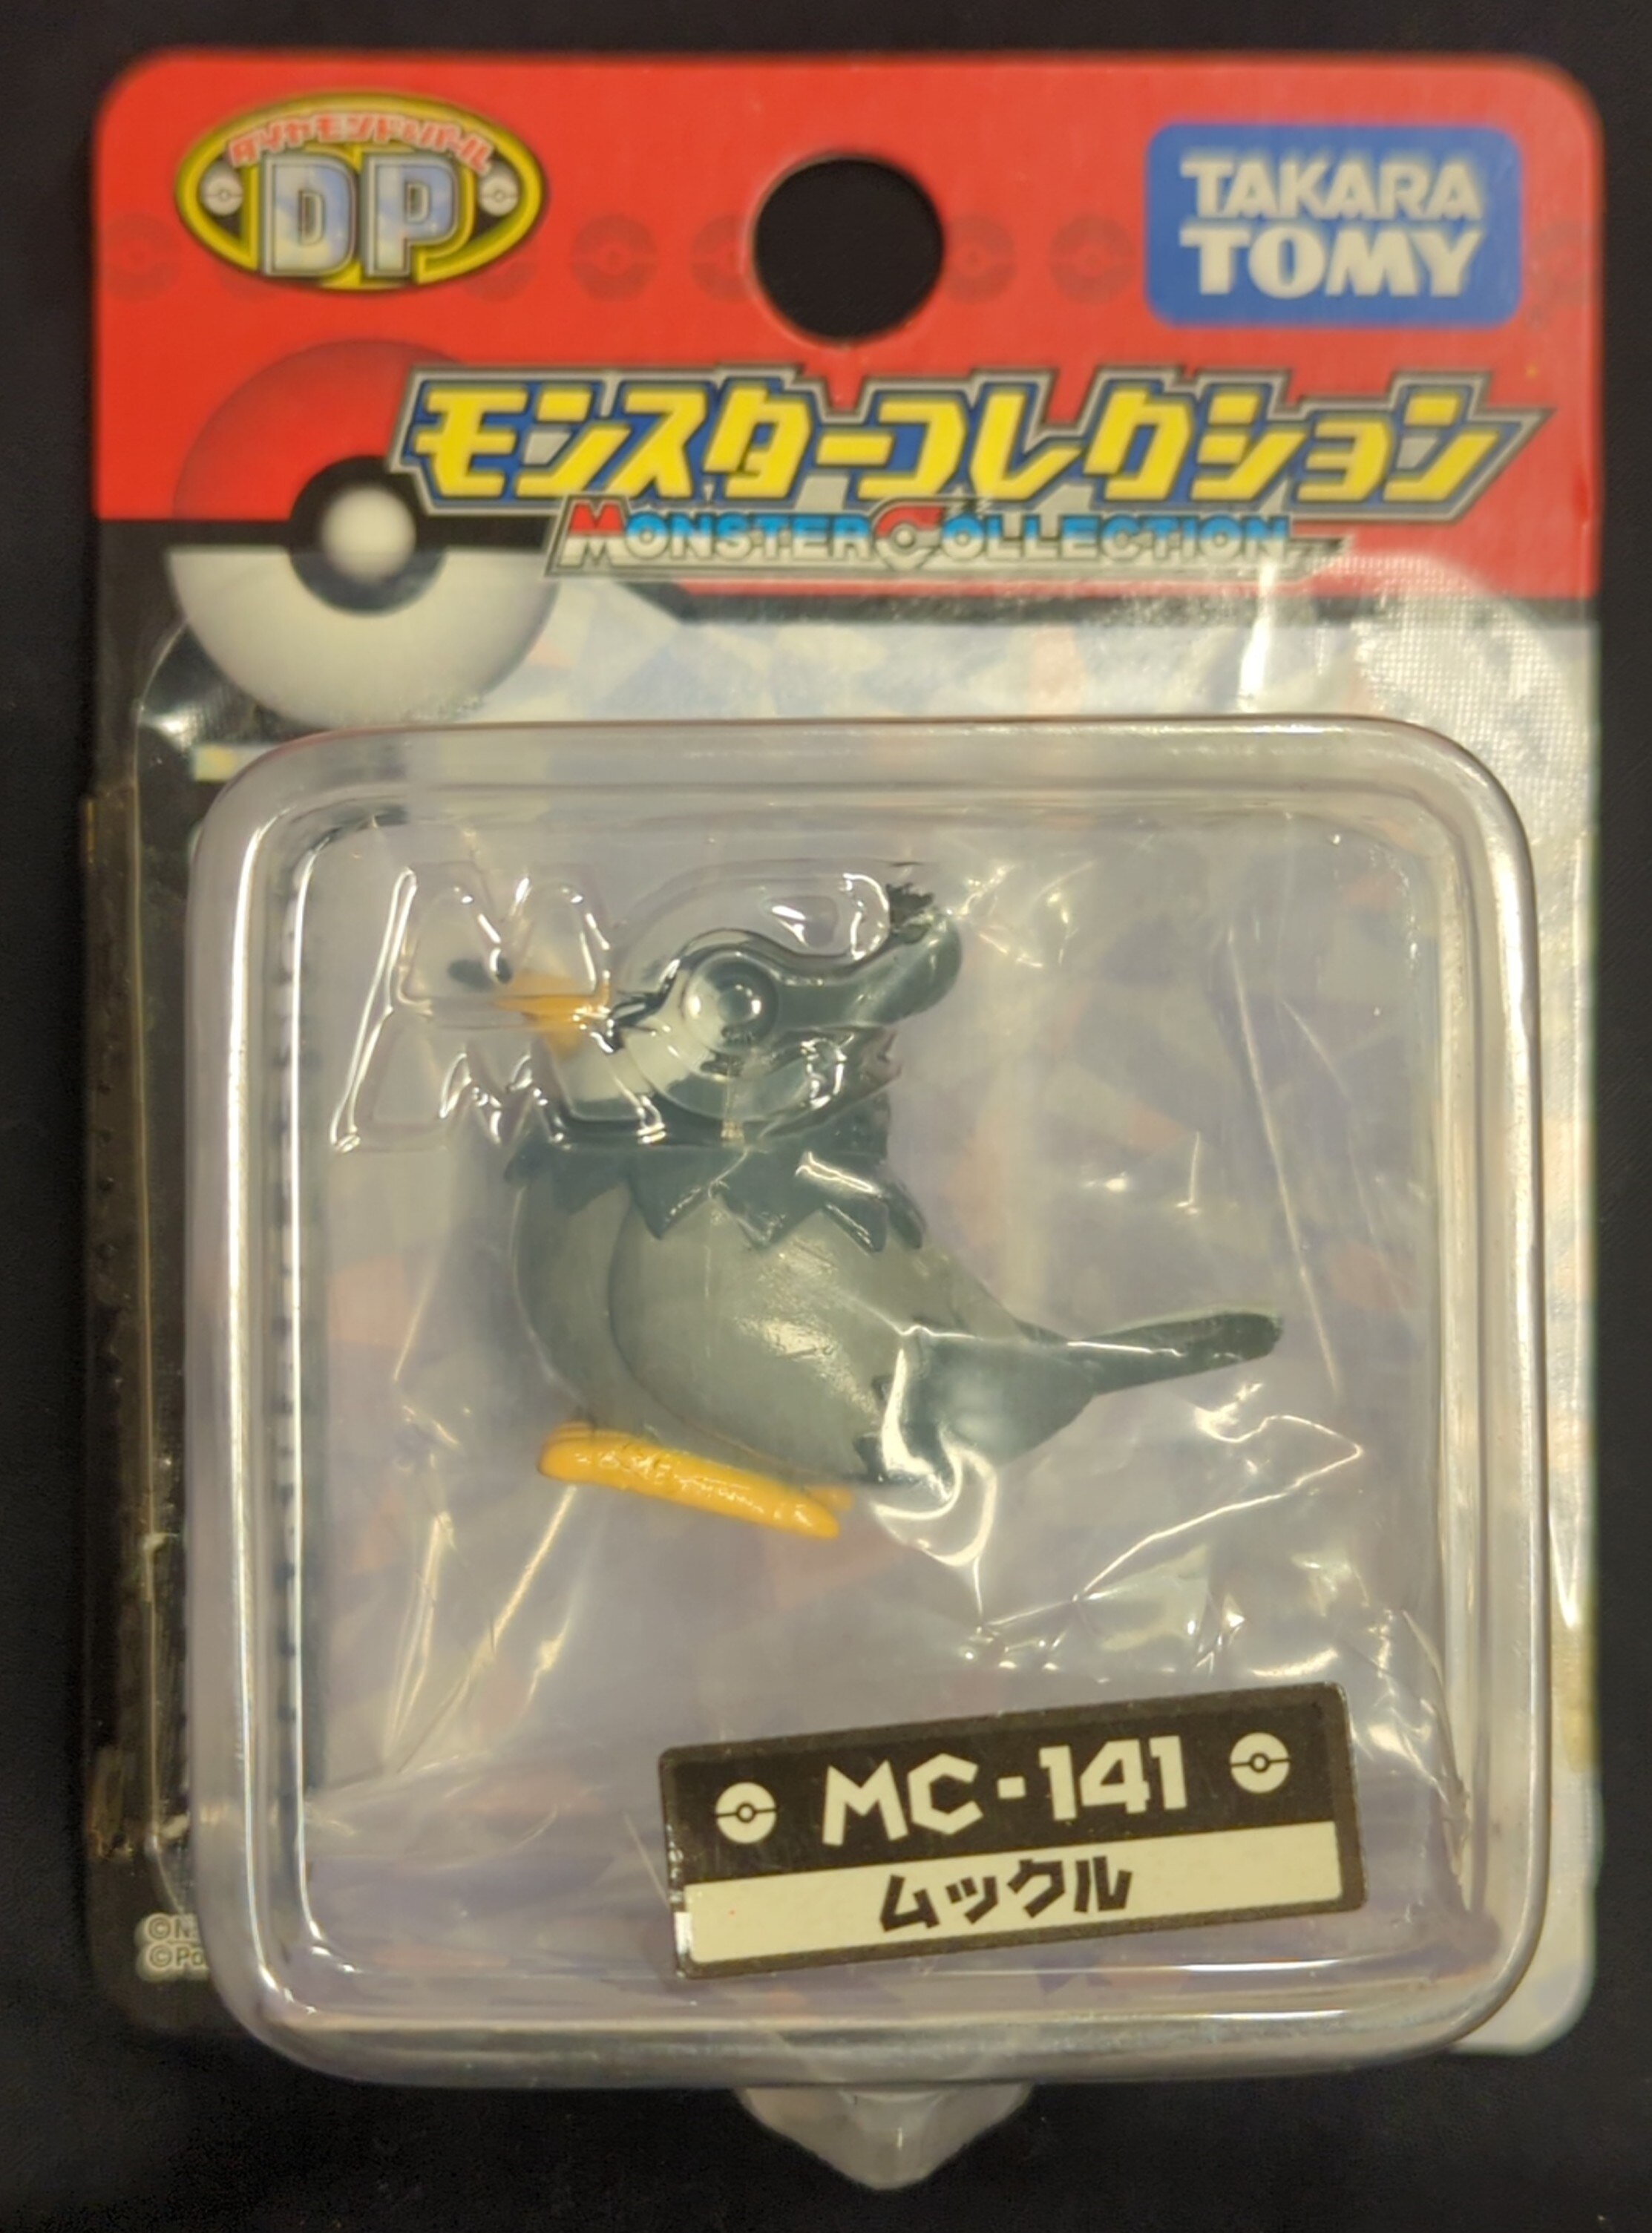 ダイヤモンド&パール
DP
TAKARA
TOMY
モンスターコレクション
MONSTER COLLECTION
MC
MC-141
ムックル